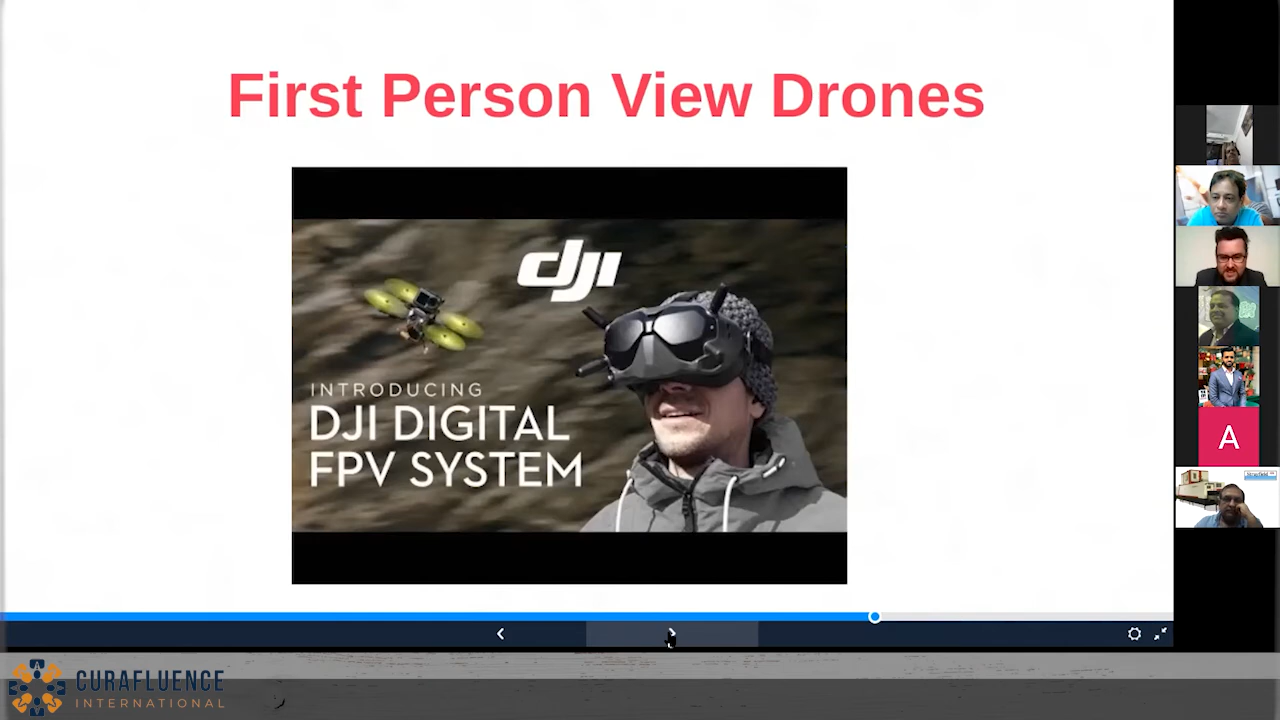 First Person View Drones
dji
INTRODUCING
DJI DIGITAL
FPV SYSTEM
A
CURAFLUENCE
INTERNATIONAL